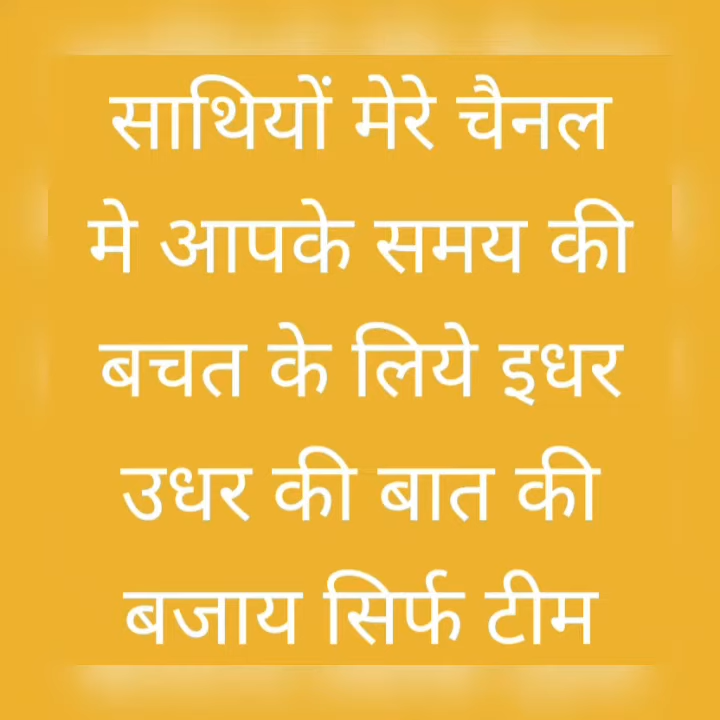 साथियों मेरे चैनल
मे आपके समय की
बचत के लिये इधर
उधर की बात की
बजाय सिर्फ टीम